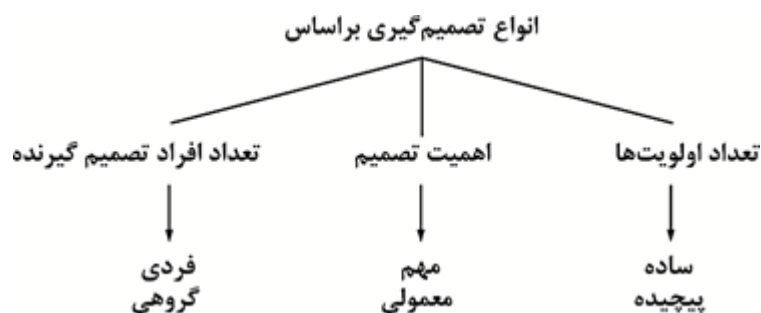 انواع تصمیم‌گیری براساس
تعداد اولویت‌ها
اهمیت تصمیم
تعداد افراد تصمیم گیرنده
ساده
پیچیده
مهم
معمولی
فردی
گروهی